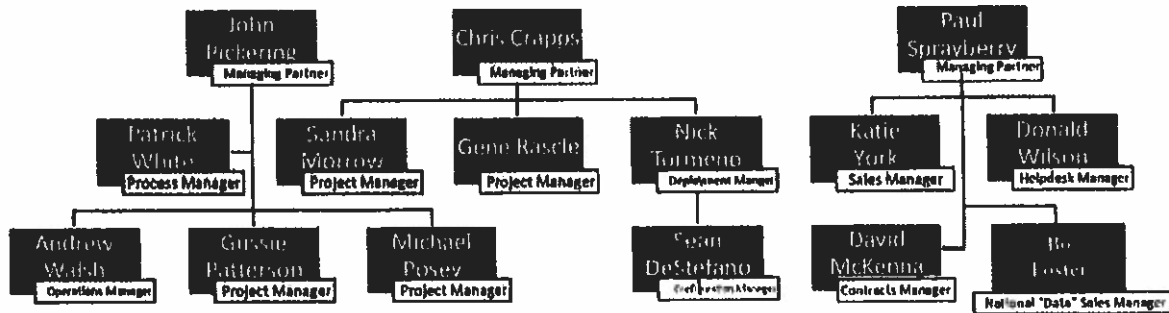 John
Pickering
Managing Partner
Chris Crapps
Managing Partner
Paul
Sprayberry
Managing Partner
Patrick
White
Process Manager
Sandra
Morrow
Project Manager
Gene Rascle
Project Manager
Nick
Tormeno
Deployment Manger
Katie
York
Sales Manager
Donald
Wilson
Helpdesk Manager
Andrew
Walsh
Operations Manager
Gussie
Patterson
Project Manager
Michael
Posey
Project Manager
Sean
DeStefano
David
McKenna
Contracts Manager
Bo
Foster
National "Data" Sales Manager